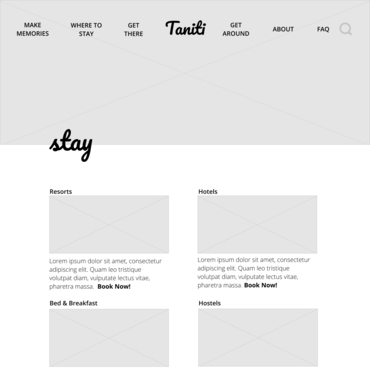 MAKE MEMORIES
WHERE TO STAY
GET THERE
Taniti
GET AROUND
ABOUT
FAQ
stay
Resorts
Lorem ipsum dolor sit amet, consectetur
adipiscing elit. Quam leo tristique
volutpat diam, vulputate lectus vitae,
pharetra massa. Book Now!
Hotels
Lorem ipsum dolor sit amet, consectetur
adipiscing elit. Quam leo tristique
volutpat diam, vulputate lectus vitae,
pharetra massa. Book Now!
Bed & Breakfast
Hostels